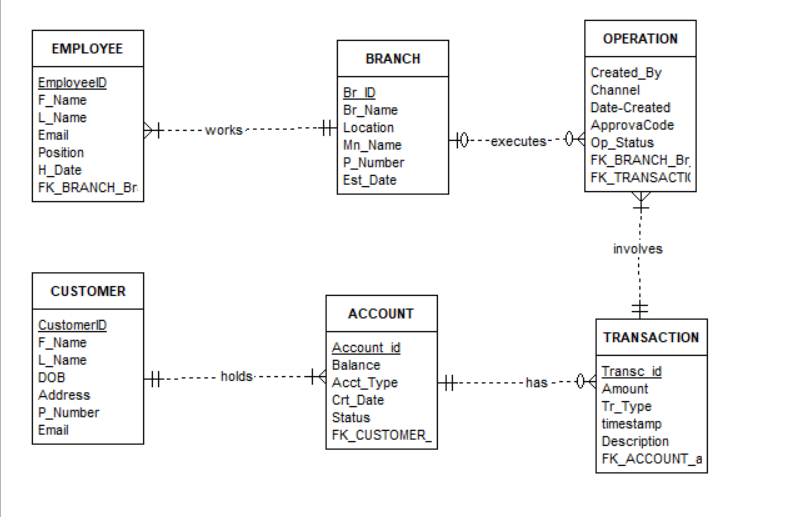 EMPLOYEE
EmployeeID
F_Name
L_Name
Email
Position
H_Date
FK_BRANCH_Br
works
BRANCH
Br_ID
Br_Name
Location
Mn_Name
P_Number
Est_Date
executes
OPERATION
Created_By
Channel
Date-Created
ApprovaCode
Op_Status
FK_BRANCH_Br_
FK_TRANSACTI
involves
CUSTOMER
CustomerID
F_Name
L_Name
DOB
Address
P_Number
Email
holds
ACCOUNT
Account_id
Balance
Acct_Type
Crt_Date
Status
FK_CUSTOMER_
has
TRANSACTION
Transc_id
Amount
Tr_Type
timestamp
Description
FK_ACCOUNT_a